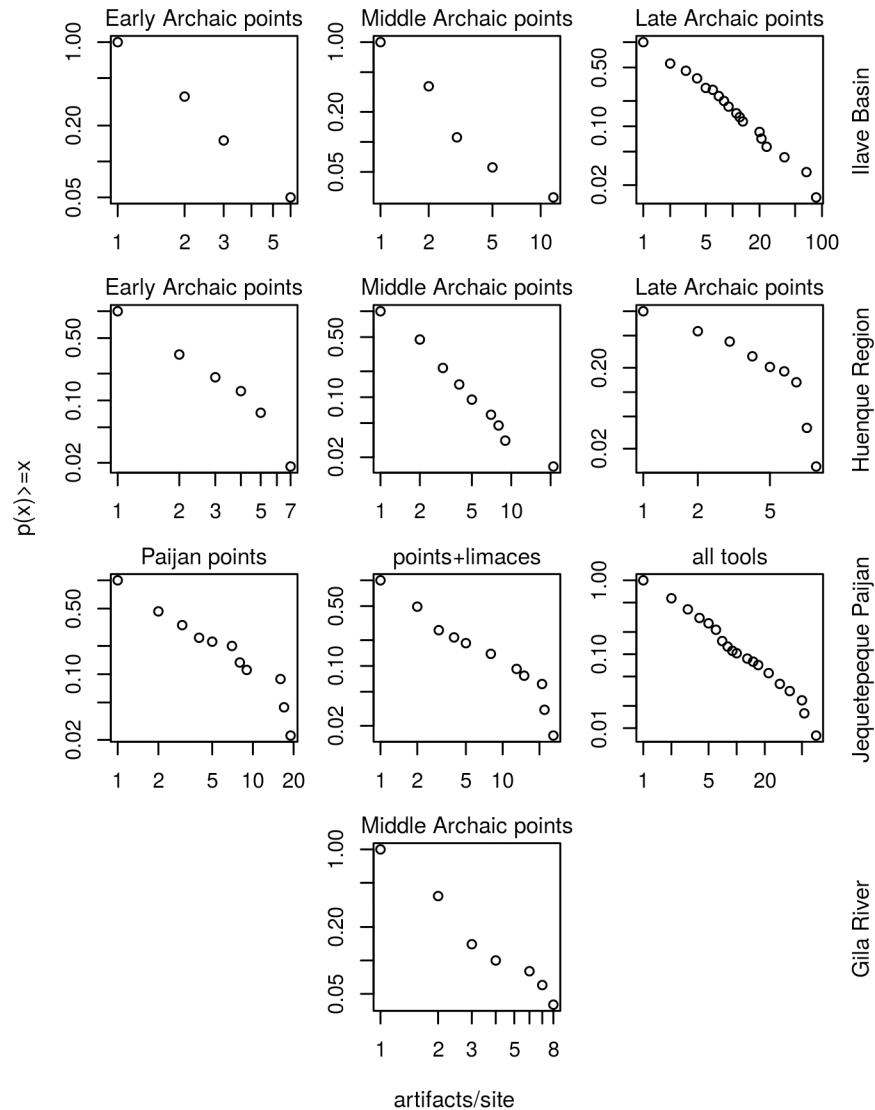 Early Archaic points
Middle Archaic points
Late Archaic points
1.00
0.20
0.05
1 2 3 5
1.00
0.20
0.05
1 2 5 10
0.50
0.10
0.02
1 5 20 100
Ilave Basin
Early Archaic points
Middle Archaic points
Late Archaic points
0.50
0.10
0.02
1 2 3 5 7
0.50
0.10
0.02
1 2 5 10
0.20
0.02
1 2 5
Huenque Region
p(x)>=x
Paijan points
points+limaces
all tools
0.50
0.10
0.02
1 2 5 10 20
0.50
0.10
0.02
1 2 5 10
1.00
0.10
0.01
1 5 20
Jequetepeque Paijan
Middle Archaic points
1.00
0.20
0.05
1 2 3 5 8
Gila River
artifacts/site